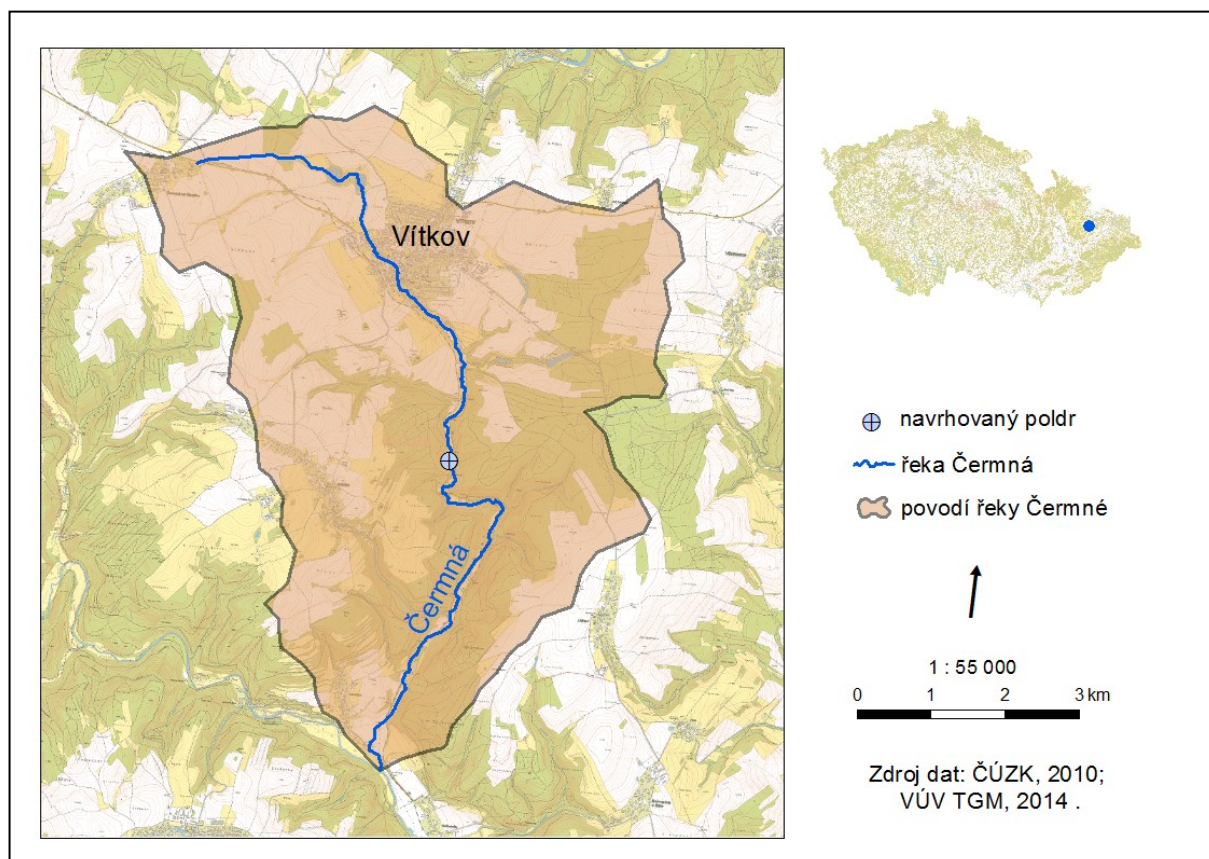 Vítkov
Čermná
navrhovaný poldr
řeka Čermná
povodí řeky Čermné
1 : 55 000
0 1 2 3 km
Zdroj dat: ČÚZK, 2010;
VÚV TGM, 2014 .